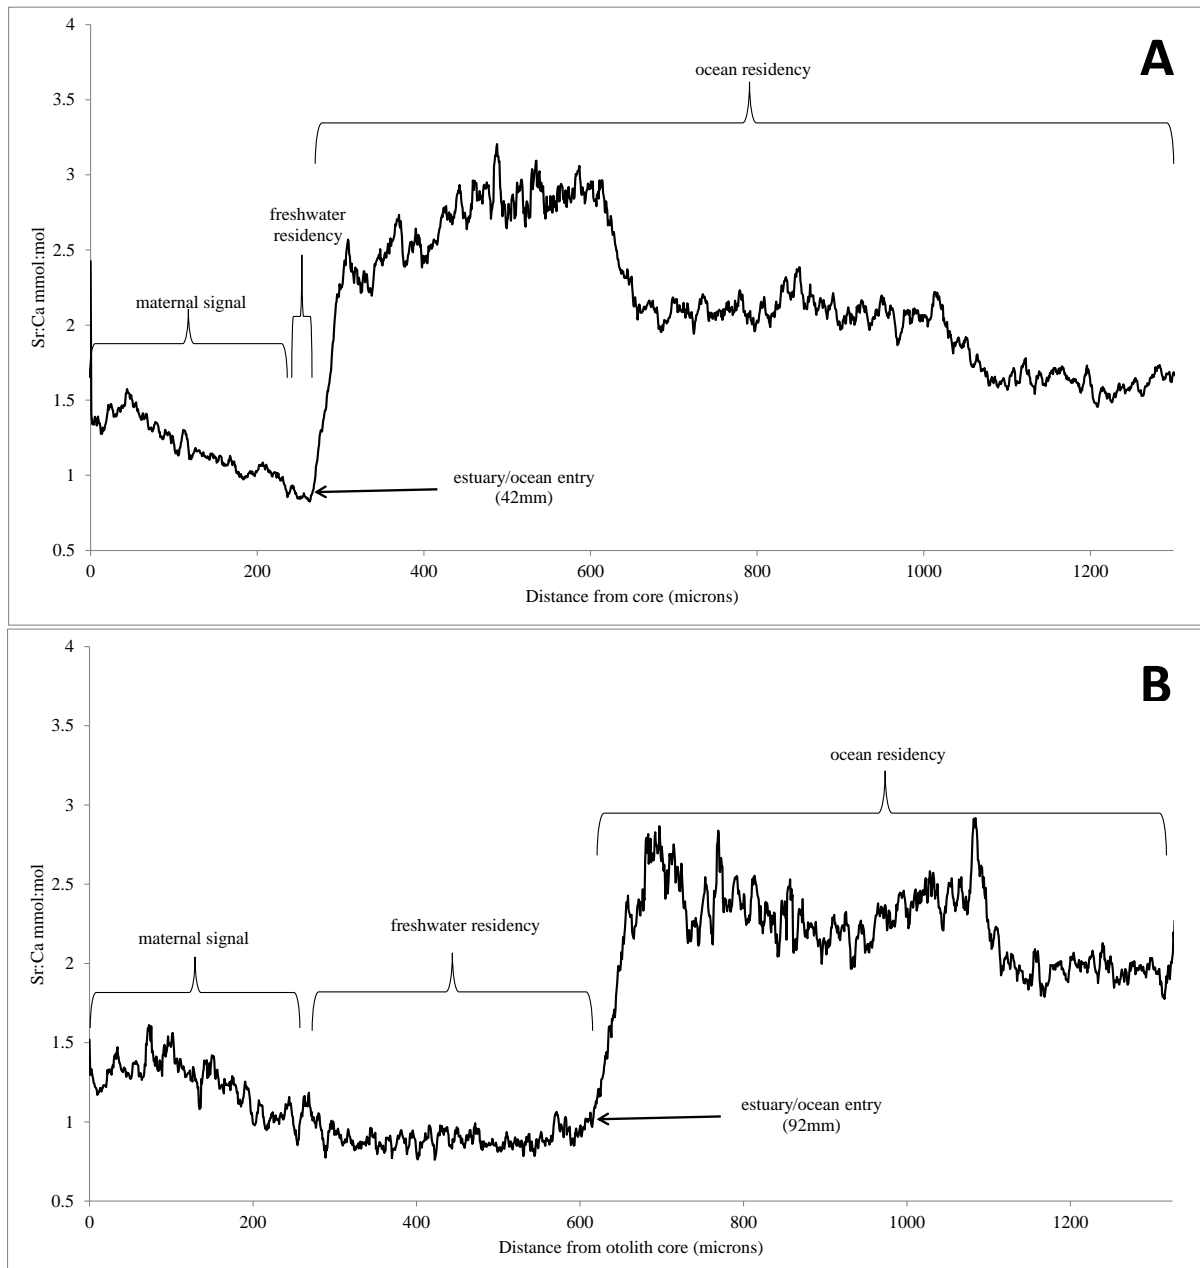 A
4
3.5
3
2.5
2
1.5
1
0.5
Sr:Ca mmol:mol
ocean residency
freshwater
residency
maternal signal
estuary/ocean entry
(42mm)
0 200 400 600 800 1000 1200
Distance from core (microns)
B
4
3.5
3
2.5
2
1.5
1
0.5
Sr:Ca mmol:mol
ocean residency
freshwater residency
maternal signal
estuary/ocean entry
(92mm)
0 200 400 600 800 1000 1200
Distance from otolith core (microns)